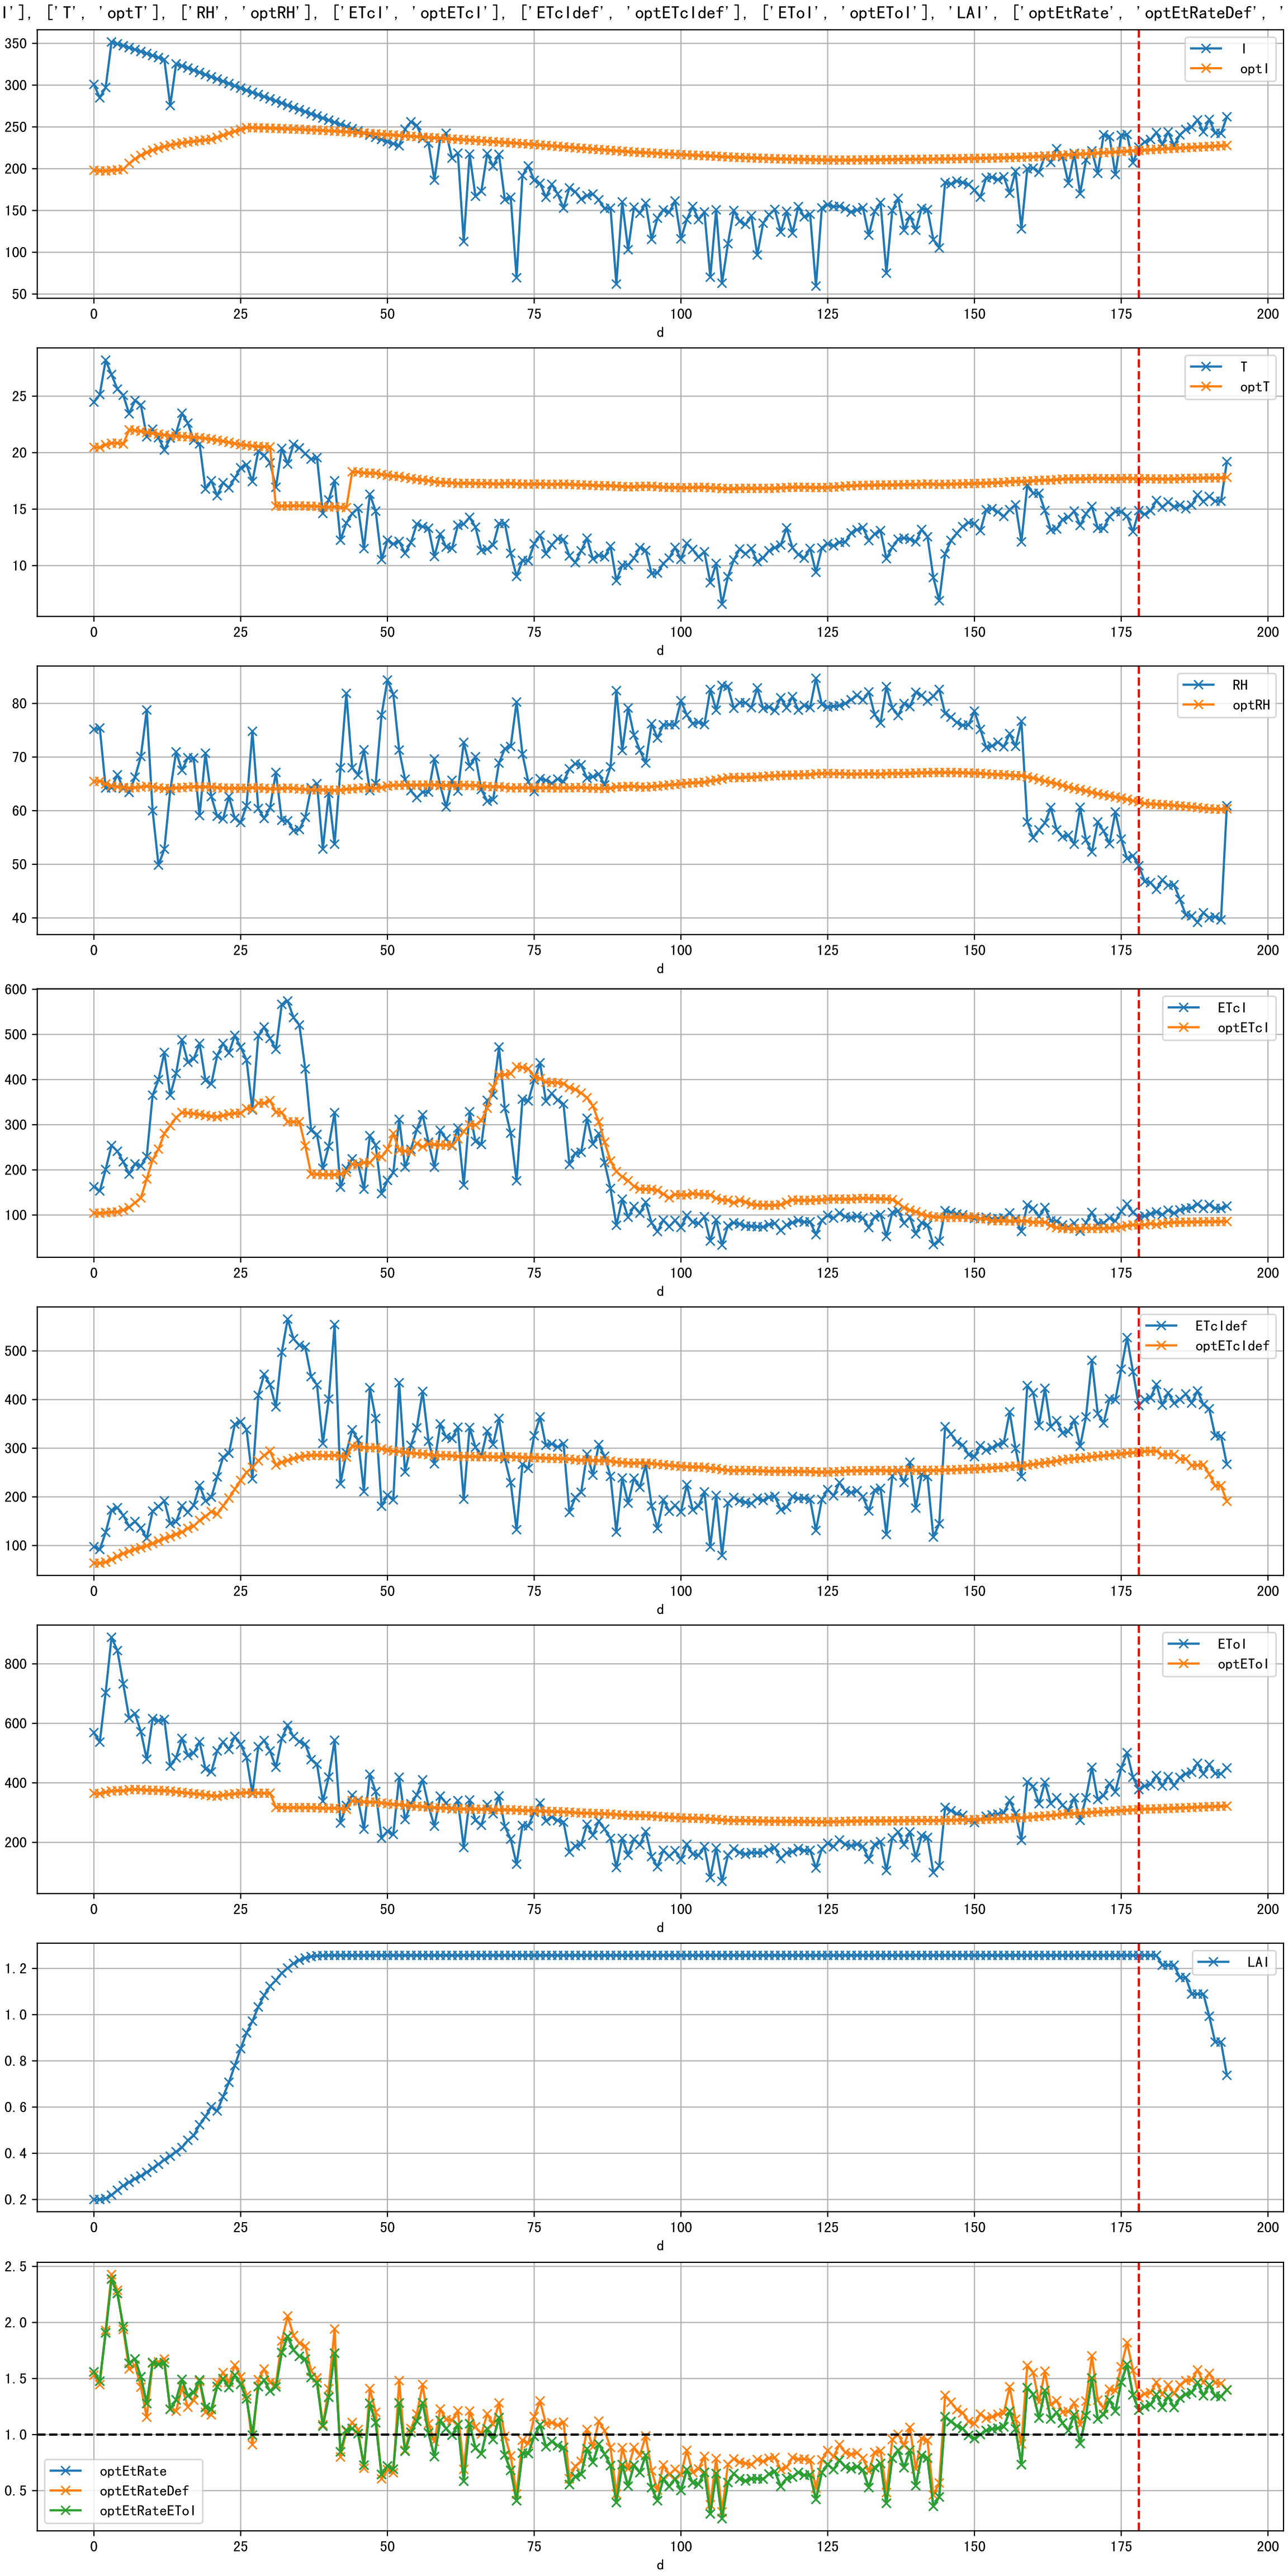 I'], ['T', 'optT'], ['RH', 'optRH'], ['ETcI', 'optETcI'], ['ETcIdef', 'optETcIdef'], ['EToI', 'optEToI'], 'LAI', ['optEtRate', 'optEtRateDef', '
350
300
250
200
150
100
50
I
optI
0 25 50 75 100 125 150 175 200
d
25
20
15
10
T
optT
0 25 50 75 100 125 150 175 200
d
80
70
60
50
40
RH
optRH
0 25 50 75 100 125 150 175 200
d
600
500
400
300
200
100
ETcI
optETcI
0 25 50 75 100 125 150 175 200
d
500
400
300
200
100
ETcIdef
optETcIdef
0 25 50 75 100 125 150 175 200
d
800
600
400
200
EToI
optEToI
0 25 50 75 100 125 150 175 200
d
1.2
1.0
0.8
0.6
0.4
0.2
LAI
0 25 50 75 100 125 150 175 200
d
2.5
2.0
1.5
1.0
0.5
optEtRate
optEtRateDef
optEtRateEToI
0 25 50 75 100 125 150 175 200
d